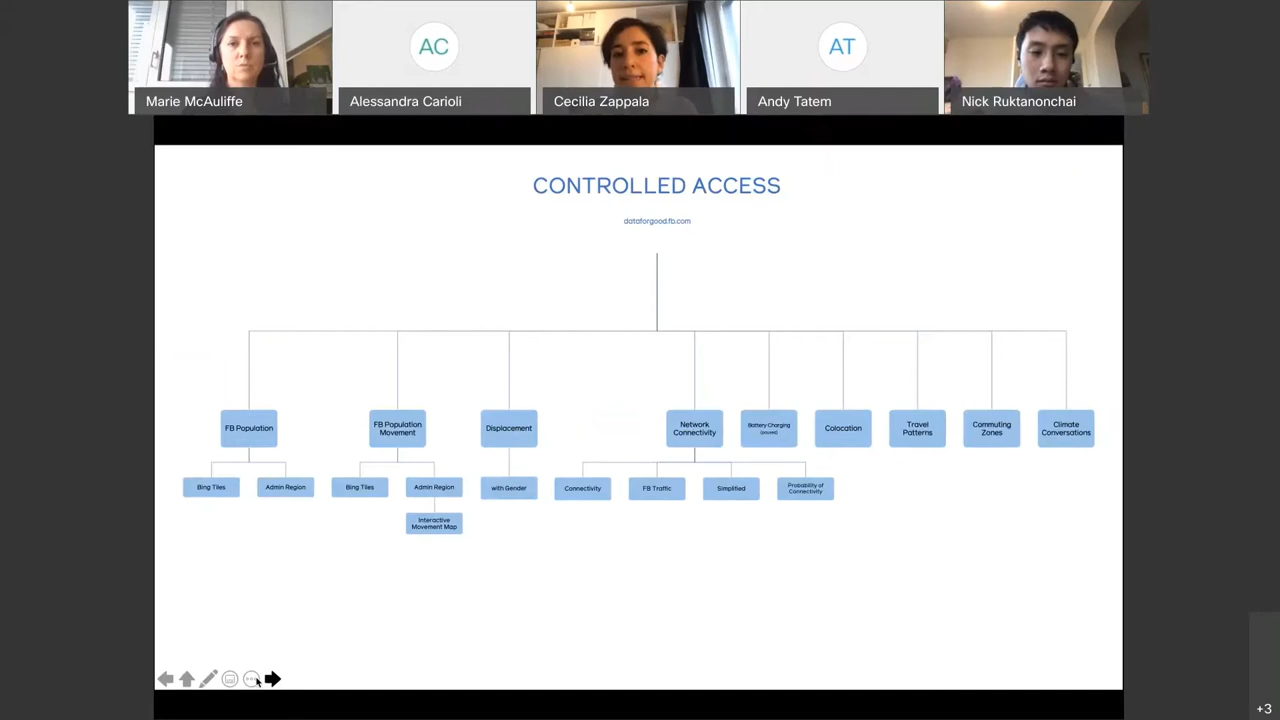 AC
AT
Marie McAuliffe
Alessandra Carioli
Cecilia Zappala
Andy Tatem
Nick Ruktanonchai
CONTROLLED ACCESS
dataforgood.fb.com
FB Population
FB Population
Movement
Displacement
Network
Connectivity
Battery Charging
(paused)
Colocation
Travel
Patterns
Commuting
Zones
Climate
Conversations
Bing Tiles
Admin Region
Bing Tiles
Admin Region
with Gender
Connectivity
FB Traffic
Simplified
Probability of
Connectivity
Interactive
Movement Map
+3